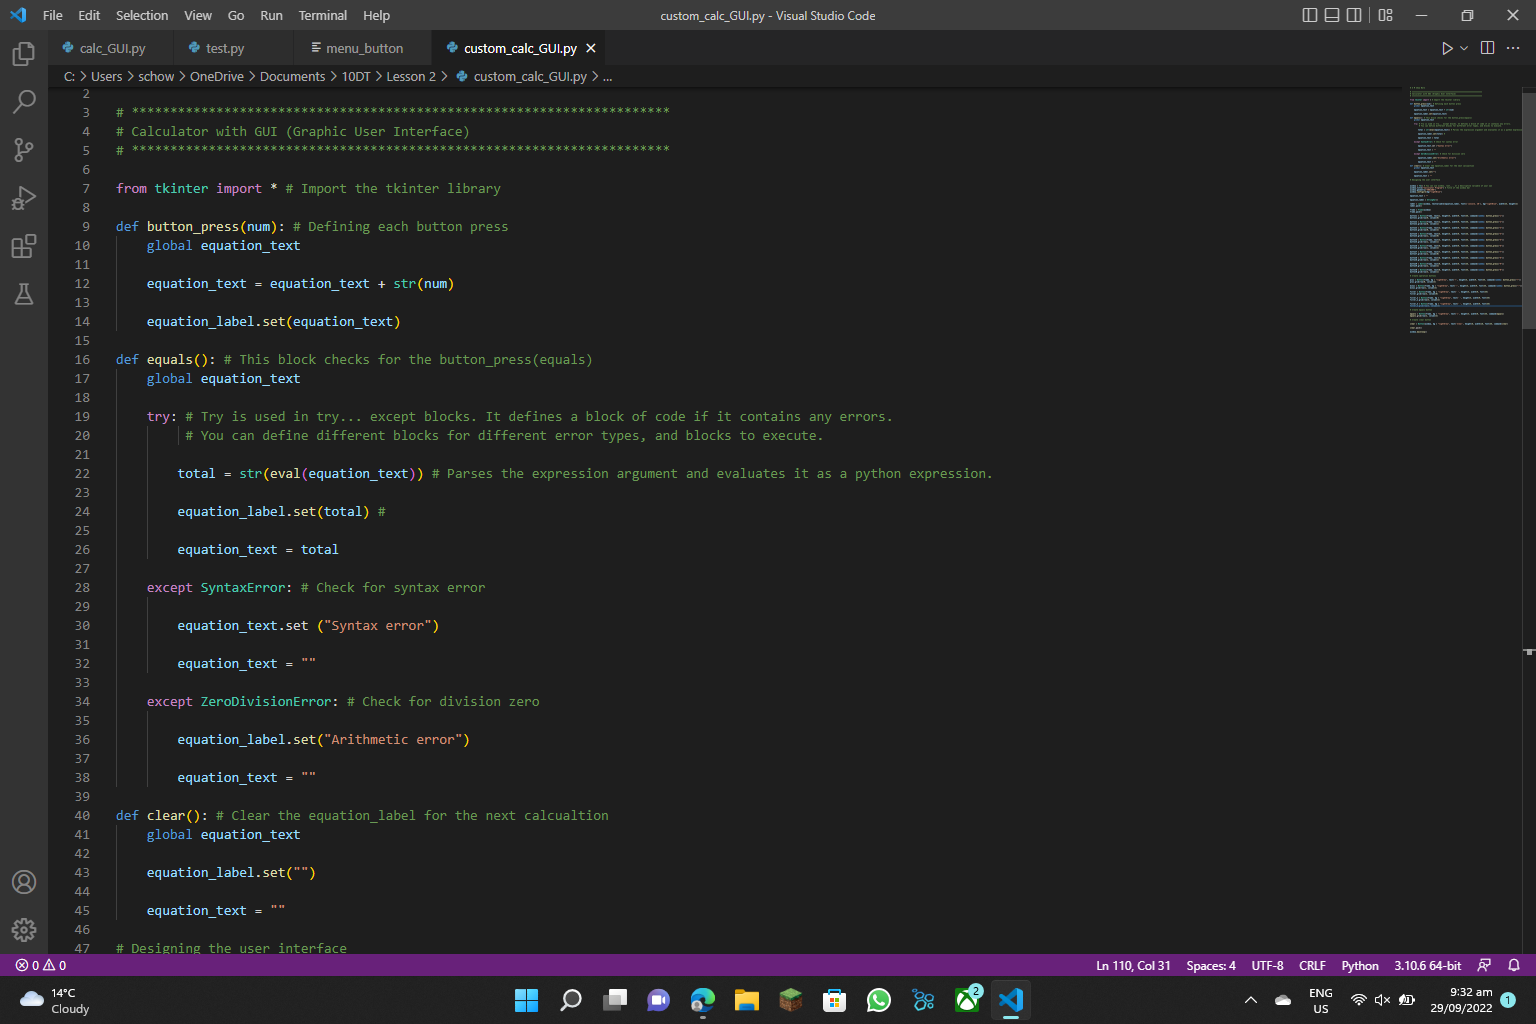 File Edit Selection View Go Run Terminal Help custom_calc_GUI.py - Visual Studio Code
calc_GUI.py test.py menu_button custom_calc_GUI.py
C: > Users > schow > OneDrive > Documents > 10DT > Lesson 2 > custom_calc_GUI.py > ...
2
3 # **********************************************************************
4 # Calculator with GUI (Graphic User Interface)
5 # **********************************************************************
6
7 from tkinter import * # Import the tkinter library
8
9 def button_press(num): # Defining each button press
10 global equation_text
11
12 equation_text = equation_text + str(num)
13
14 equation_label.set(equation_text)
15
16 def equals(): # This block checks for the button_press(equals)
17 global equation_text
18
19 try: # Try is used in try... except blocks. It defines a block of code if it contains any errors.
20 # You can define different blocks for different error types, and blocks to execute.
21
22 total = str(eval(equation_text)) # Parses the expression argument and evaluates it as a python expression.
23
24 equation_label.set(total) #
25
26 equation_text = total
27
28 except SyntaxError: # Check for syntax error
29
30 equation_text.set ("Syntax error")
31
32 equation_text = ""
33
34 except ZeroDivisionError: # Check for division zero
35
36 equation_label.set("Arithmetic error")
37
38 equation_text = ""
39
40 def clear(): # Clear the equation_label for the next calcualtion
41 global equation_text
42
43 equation_label.set("")
44
45 equation_text = ""
46
47 # Designing the user interface
0 0 Ln 110, Col 31 Spaces: 4 UTF-8 CRLF Python 3.10.6 64-bit
14°C
Cloudy
2
ENG
US
9:32 am
29/09/2022
1